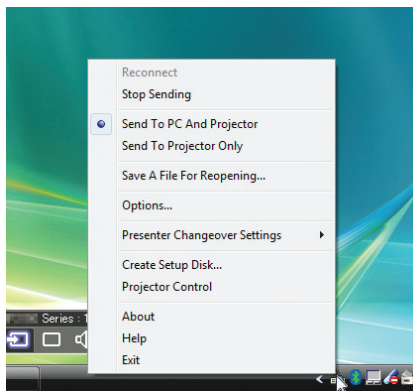 Reconnect
Stop Sending
Send To PC And Projector
Send To Projector Only
Save A File For Reopening...
Options...
Presenter Changeover Settings
Create Setup Disk...
Projector Control
About
Help
Exit
Series :